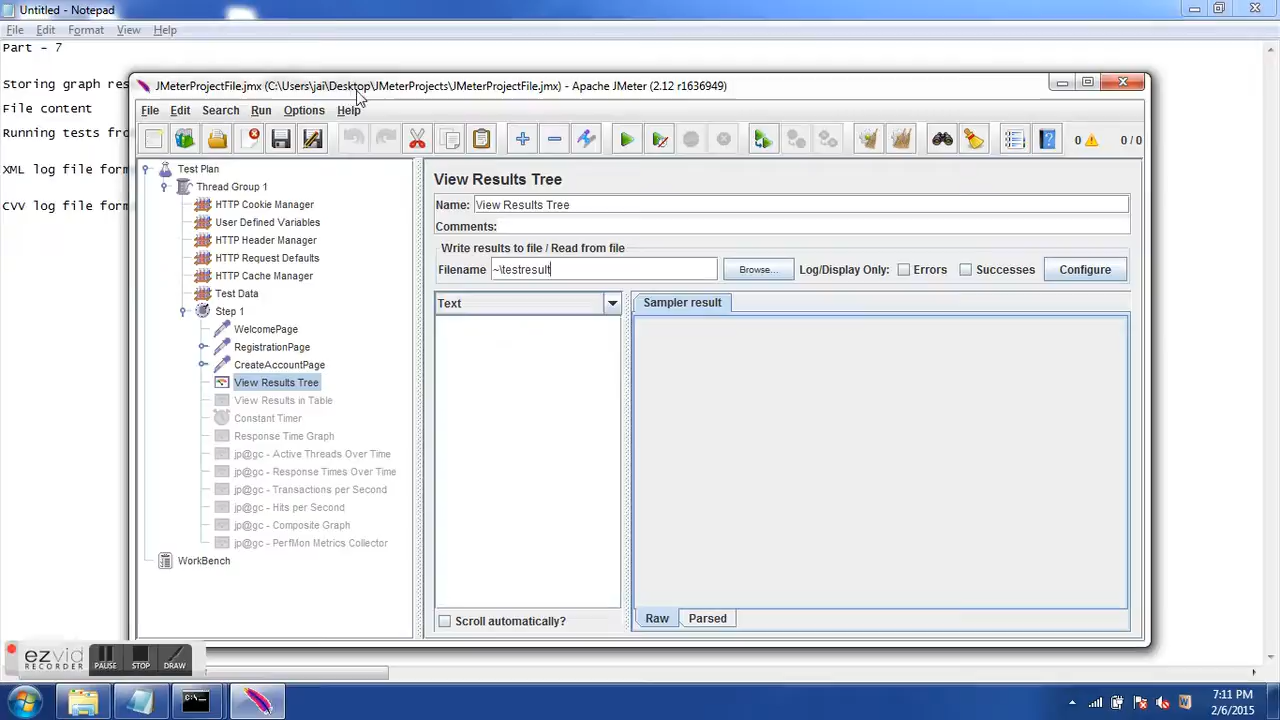 Untitled - Notepad
File Edit Format View Help
Part - 7
Storing graph res
File content
Running tests fro
XML log file form
CVV log file form
JMeterProjectFile.jmx (C:\Users\jai\Desktop\JMeterProjects\JMeterProjectFile.jmx) - Apache JMeter (2.12 r1636949)
File Edit Search Run Options Help
0 0 / 0
Test Plan
Thread Group 1
HTTP Cookie Manager
User Defined Variables
HTTP Header Manager
HTTP Request Defaults
HTTP Cache Manager
Test Data
Step 1
WelcomePage
RegistrationPage
CreateAccountPage
View Results Tree
View Results in Table
Constant Timer
Response Time Graph
jp@gc - Active Threads Over Time
jp@gc - Response Times Over Time
jp@gc - Transactions per Second
jp@gc - Hits per Second
jp@gc - Composite Graph
jp@gc - PerfMon Metrics Collector
WorkBench
View Results Tree
Name: View Results Tree
Comments:
Write results to file / Read from file
Filename ~\testresult Browse... Log/Display Only: Errors Successes Configure
Text
Sampler result
Raw Parsed
Scroll automatically?
ezvid
RECORDER
PAUSE STOP DRAW
7:11 PM
2/6/2015